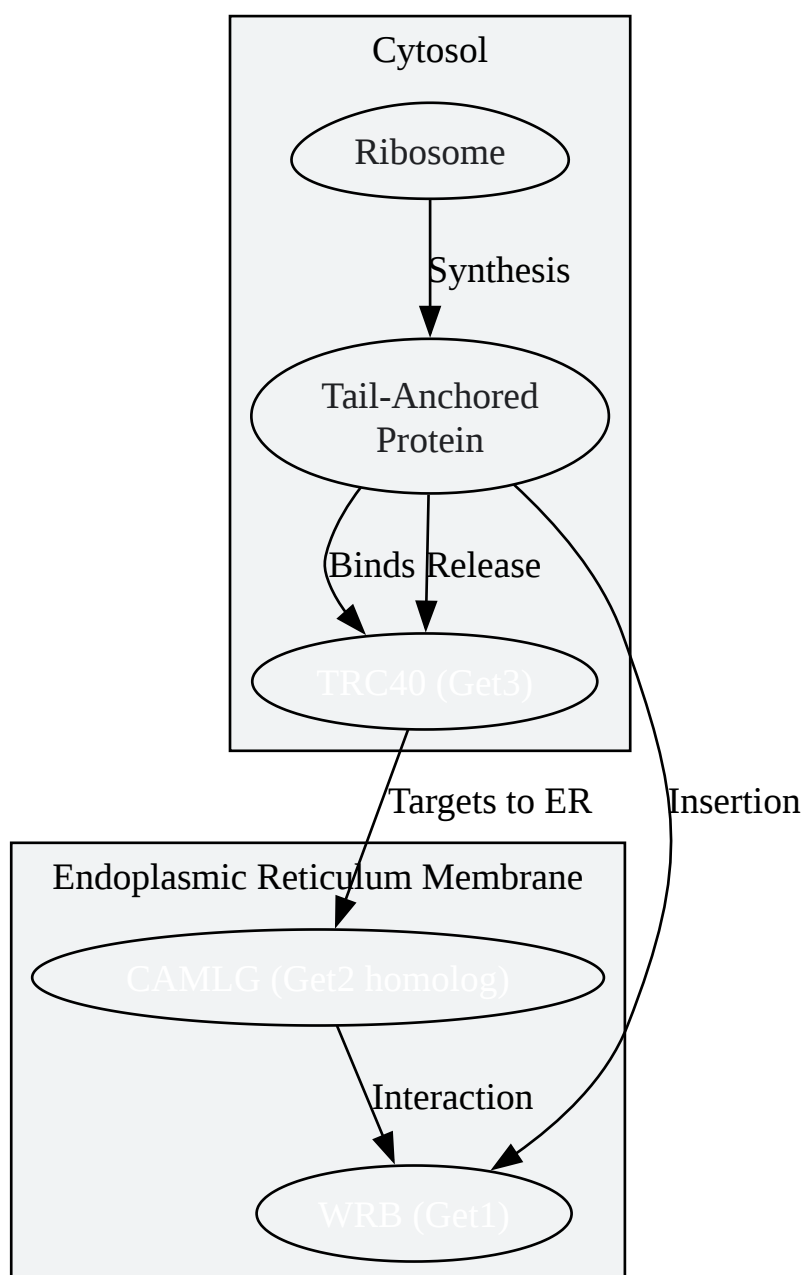 Cytosol
Ribosome
Synthesis
Tail-Anchored
Protein
Binds
Release
TRC40 (Get3)
Targets to ER
Insertion
Endoplasmic Reticulum Membrane
CAMLG (Get2 homolog)
Interaction
WRB (Get1)